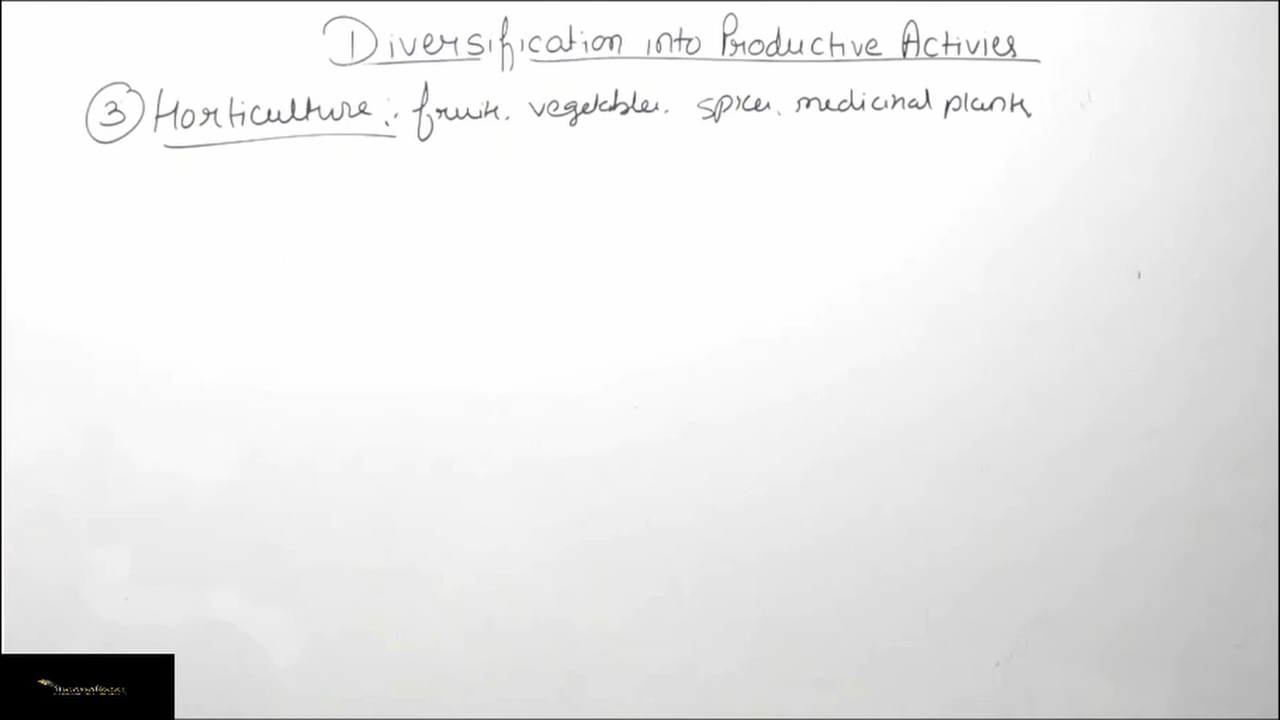 Diversification into Productive Activies
③ Horticulture : fruits, vegetables, spices, medicinal plants